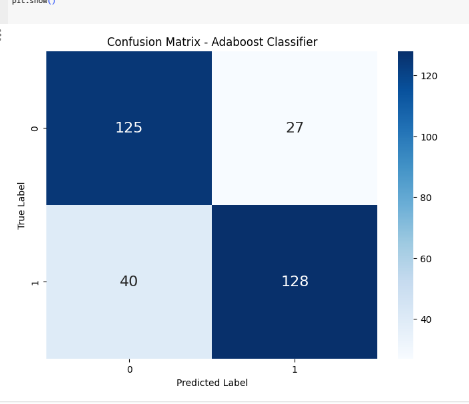 plt.show()
Confusion Matrix - Adaboost Classifier
125 27
40 128
0
1
True Label
0 1
Predicted Label
120
100
80
60
40